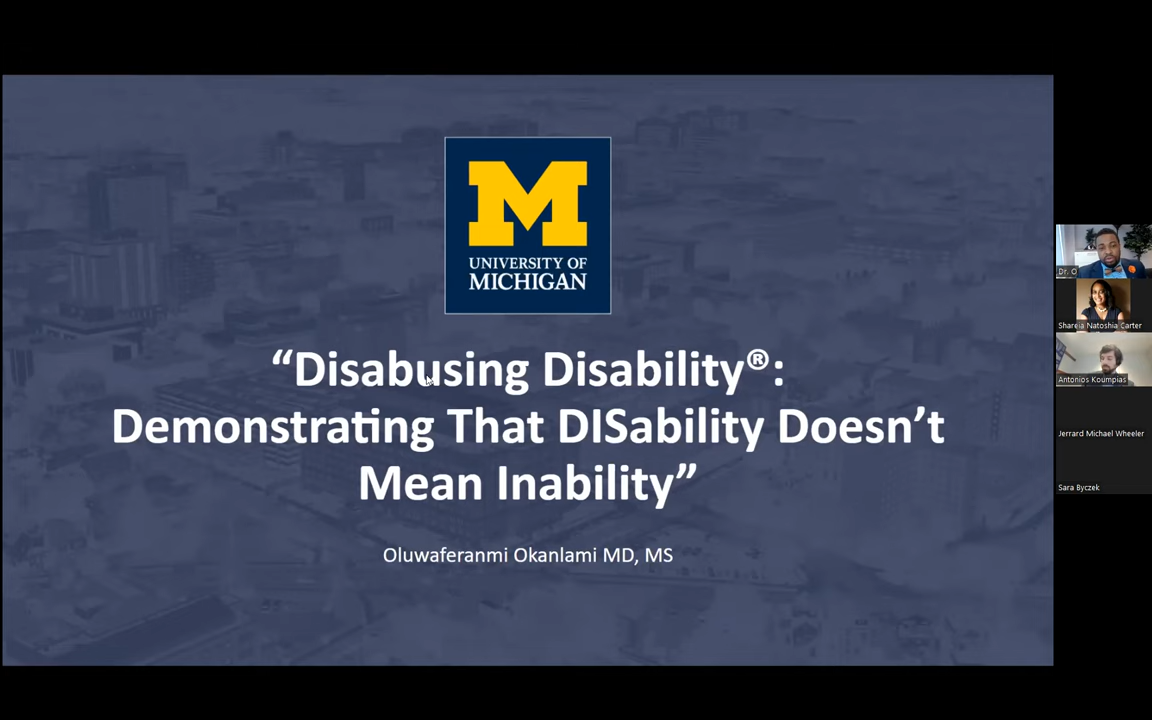 M
UNIVERSITY OF
MICHIGAN
“Disabusing Disability®:
Demonstrating That DISability Doesn’t
Mean Inability”
Oluwaferanmi Okanlami MD, MS
Dr. O
Shareia Natoshia Carter
Antonios Koumpias
Jerrard Michael Wheeler
Sara Byczek